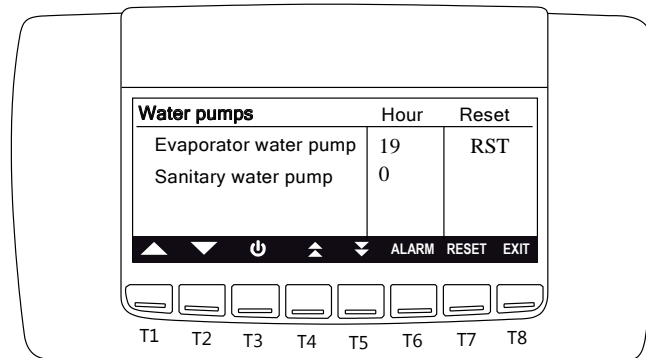 Water pumps Hour Reset
Evaporator water pump 19 RST
Sanitary water pump 0
ALARM RESET EXIT
T1 T2 T3 T4 T5 T6 T7 T8